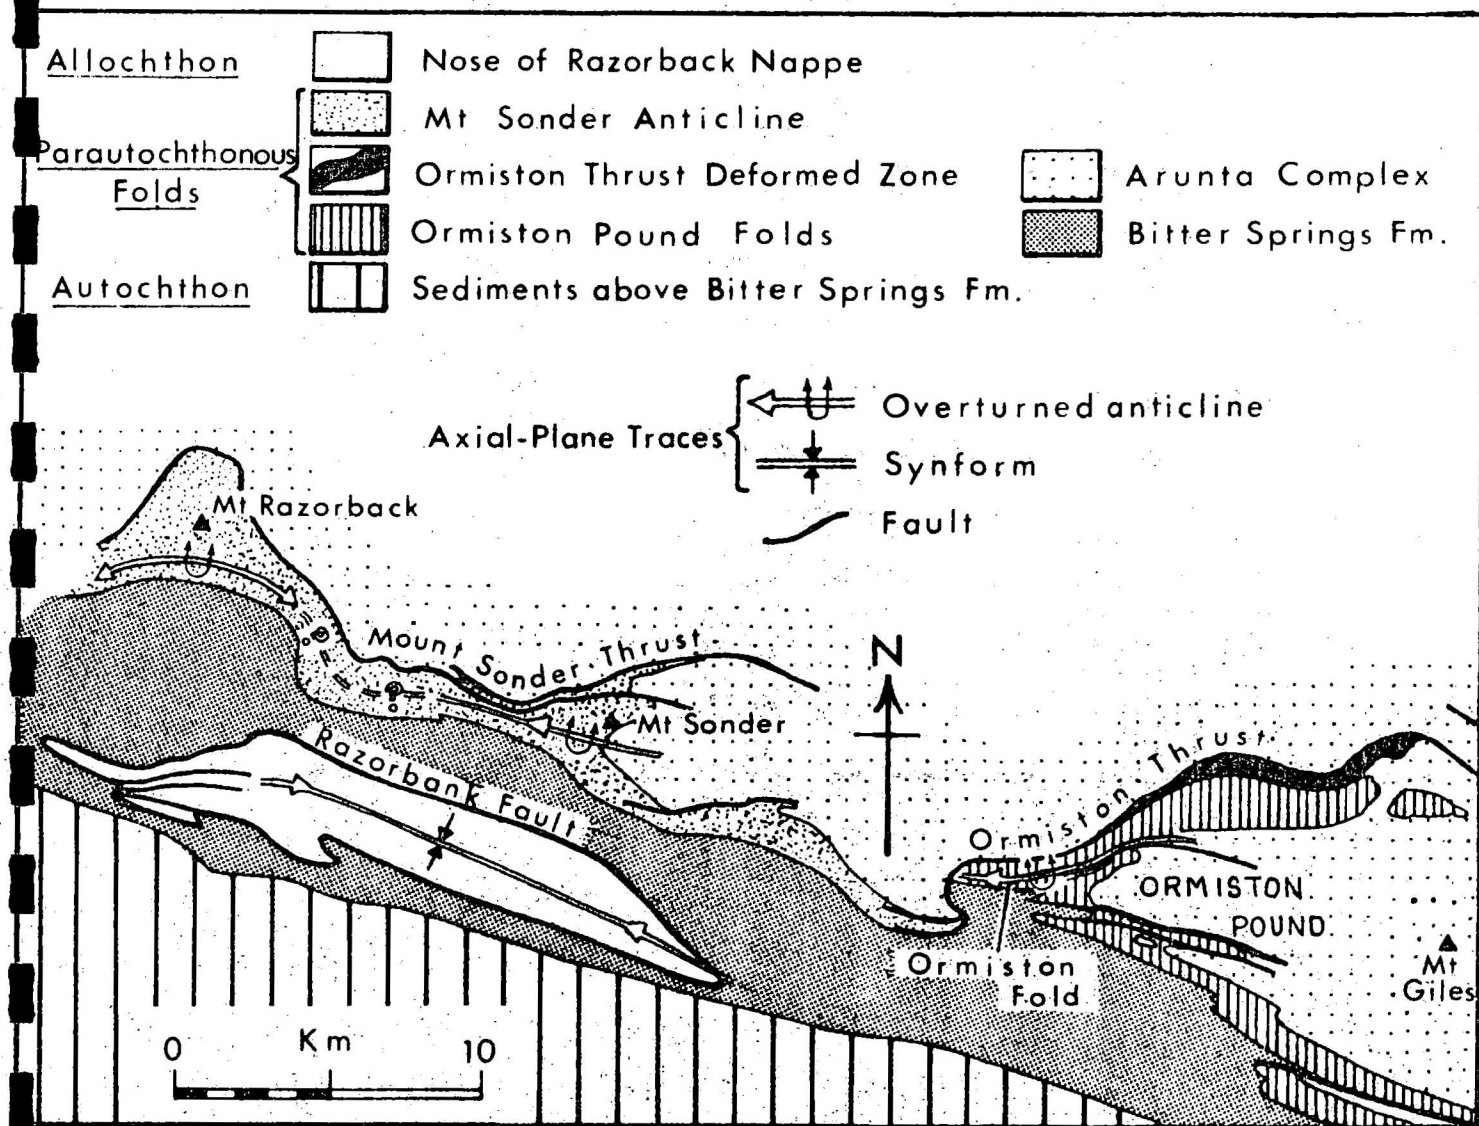 Allochthon
Nose of Razorback Nappe
Mt Sonder Anticline
Parautochthonous
Folds
Ormiston Thrust Deformed Zone
Arunta Complex
Ormiston Pound Folds
Bitter Springs Fm.
Autochthon
Sediments above Bitter Springs Fm.
Axial-Plane Traces
Overturned anticline
Synform
Fault
Mt Razorback
?
Mount Sonder Thrust
?
N
Mt Sonder
Razorbank Fault
Ormiston Thrust
ORMISTON
POUND
Ormiston
Fold
Mt
Giles
Km
0 10